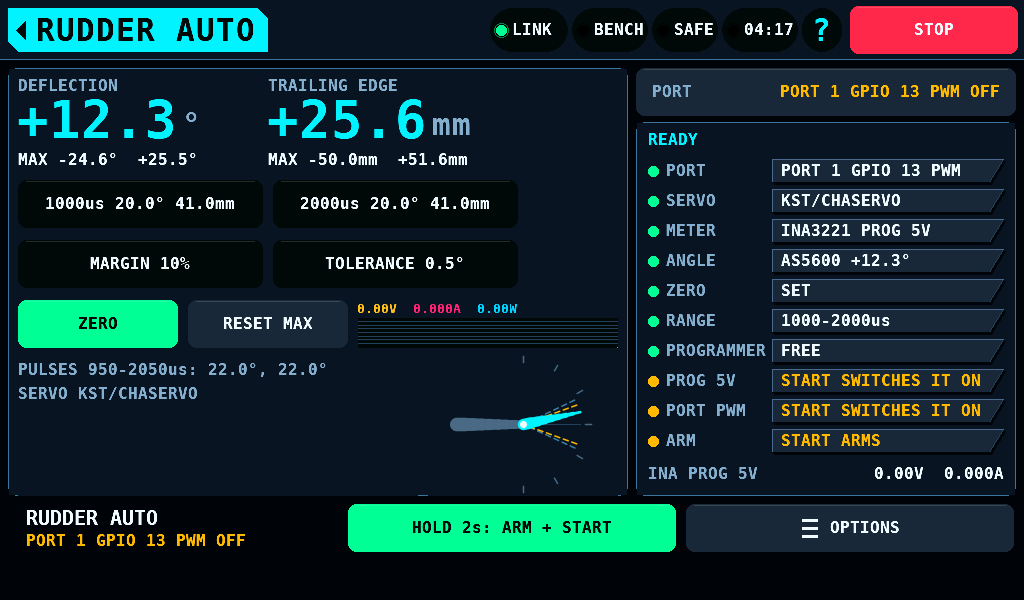 RUDDER AUTO
LINK
BENCH
SAFE
04:17
?
STOP
DEFLECTION
+12.3°
MAX -24.6° +25.5°
TRAILING EDGE
+25.6mm
MAX -50.0mm +51.6mm
1000us 20.0° 41.0mm
2000us 20.0° 41.0mm
MARGIN 10%
TOLERANCE 0.5°
ZERO
RESET MAX
0.00V 0.000A 0.00W
PULSES 950-2050us: 22.0°, 22.0°
SERVO KST/CHASERVO
PORT PORT 1 GPIO 13 PWM OFF
READY
PORT PORT 1 GPIO 13 PWM
SERVO KST/CHASERVO
METER INA3221 PROG 5V
ANGLE AS5600 +12.3°
ZERO SET
RANGE 1000-2000us
PROGRAMMER FREE
PROG 5V START SWITCHES IT ON
PORT PWM START SWITCHES IT ON
ARM START ARMS
INA PROG 5V 0.00V 0.000A
RUDDER AUTO
PORT 1 GPIO 13 PWM OFF
HOLD 2s: ARM + START
OPTIONS